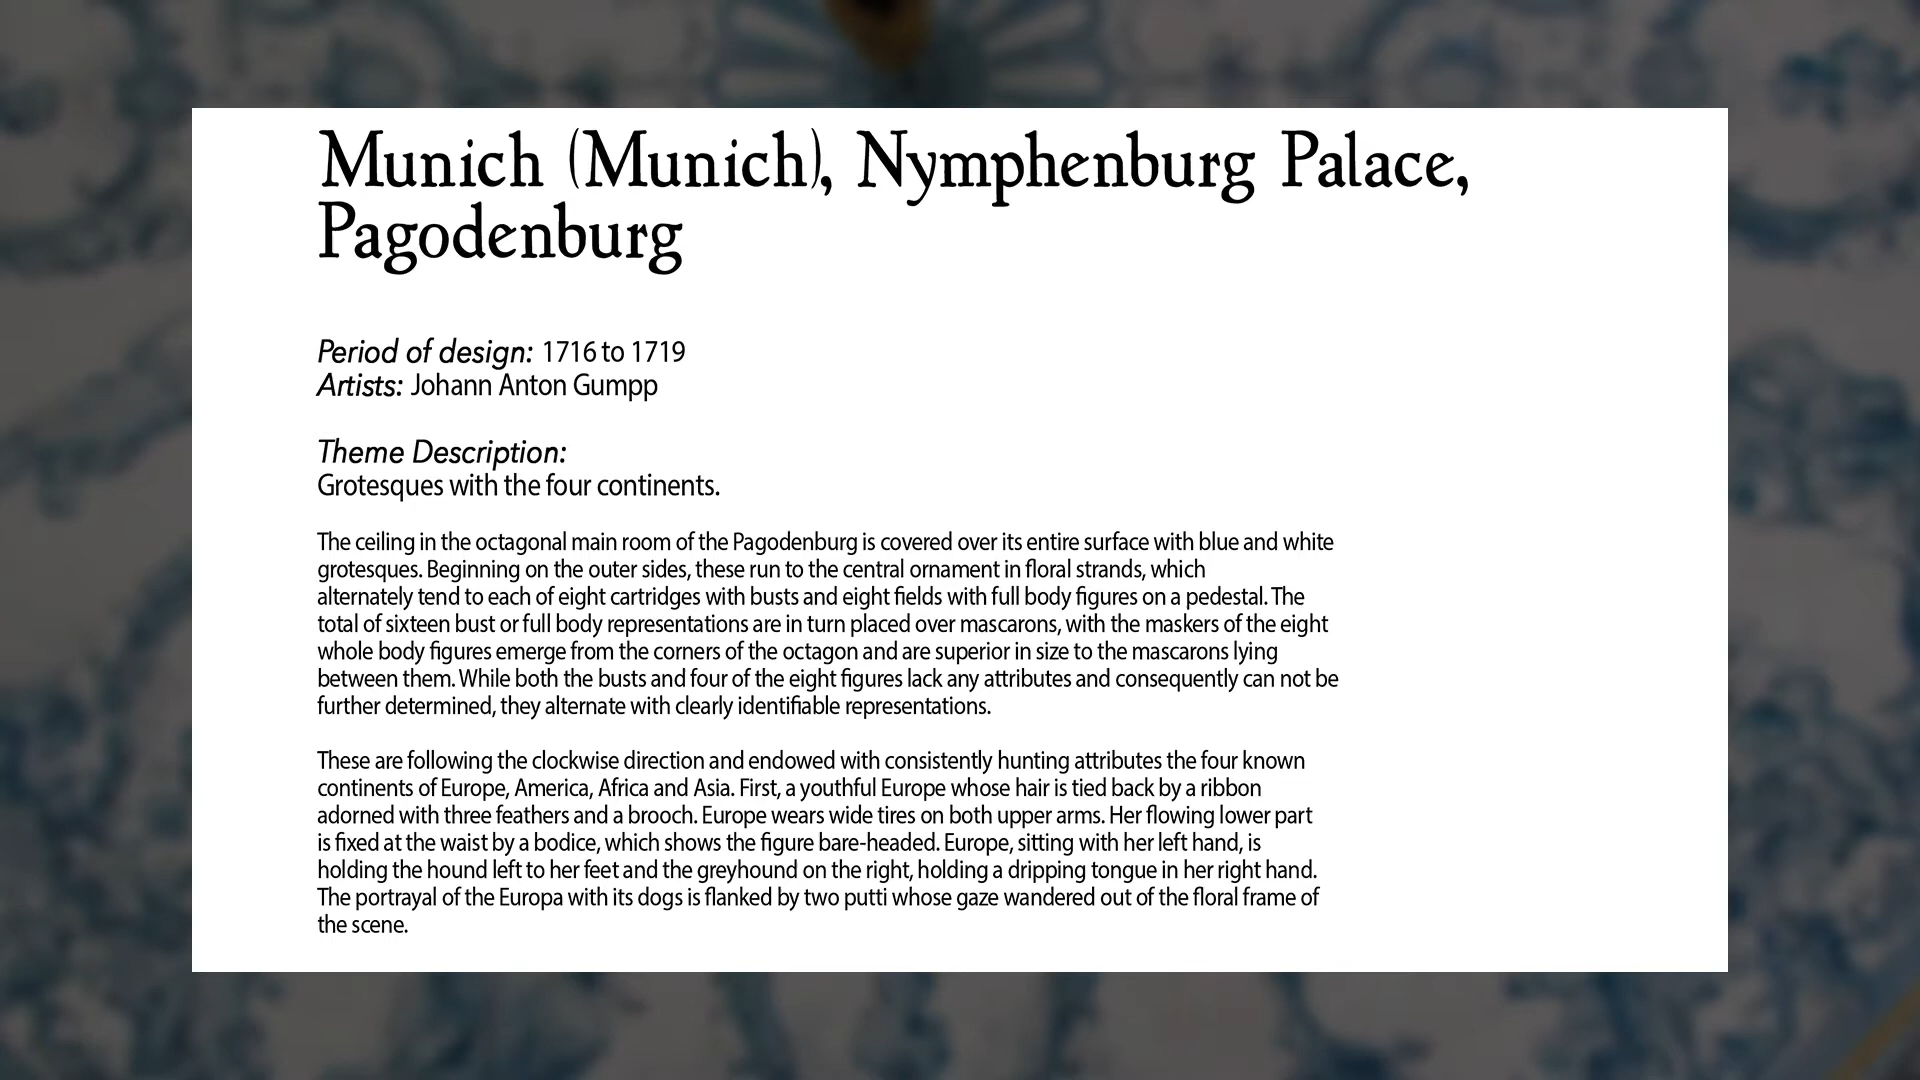 Munich (Munich), Nymphenburg Palace,
Pagodenburg
Period of design: 1716 to 1719
Artists: Johann Anton Gumpp
Theme Description:
Grotesques with the four continents.
The ceiling in the octagonal main room of the Pagodenburg is covered over its entire surface with blue and white
grotesques. Beginning on the outer sides, these run to the central ornament in floral strands, which
alternately tend to each of eight cartridges with busts and eight fields with full body figures on a pedestal. The
total of sixteen bust or full body representations are in turn placed over mascarons, with the maskers of the eight
whole body figures emerge from the corners of the octagon and are superior in size to the mascarons lying
between them. While both the busts and four of the eight figures lack any attributes and consequently can not be
further determined, they alternate with clearly identifiable representations.
These are following the clockwise direction and endowed with consistently hunting attributes the four known
continents of Europe, America, Africa and Asia. First, a youthful Europe whose hair is tied back by a ribbon
adorned with three feathers and a brooch. Europe wears wide tires on both upper arms. Her flowing lower part
is fixed at the waist by a bodice, which shows the figure bare-headed. Europe, sitting with her left hand, is
holding the hound left to her feet and the greyhound on the right, holding a dripping tongue in her right hand.
The portrayal of the Europa with its dogs is flanked by two putti whose gaze wandered out of the floral frame of
the scene.